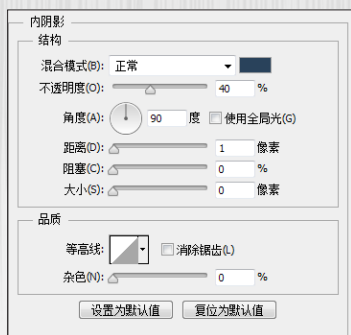 内阴影
结构
混合模式(B): 正常
不透明度(O): 40 %
角度(A): 90 度 使用全局光(G)
距离(D): 1 像素
阻塞(C): 0 %
大小(S): 0 像素
品质
等高线: 消除锯齿(L)
杂色(N): 0 %
设置为默认值 复位为默认值